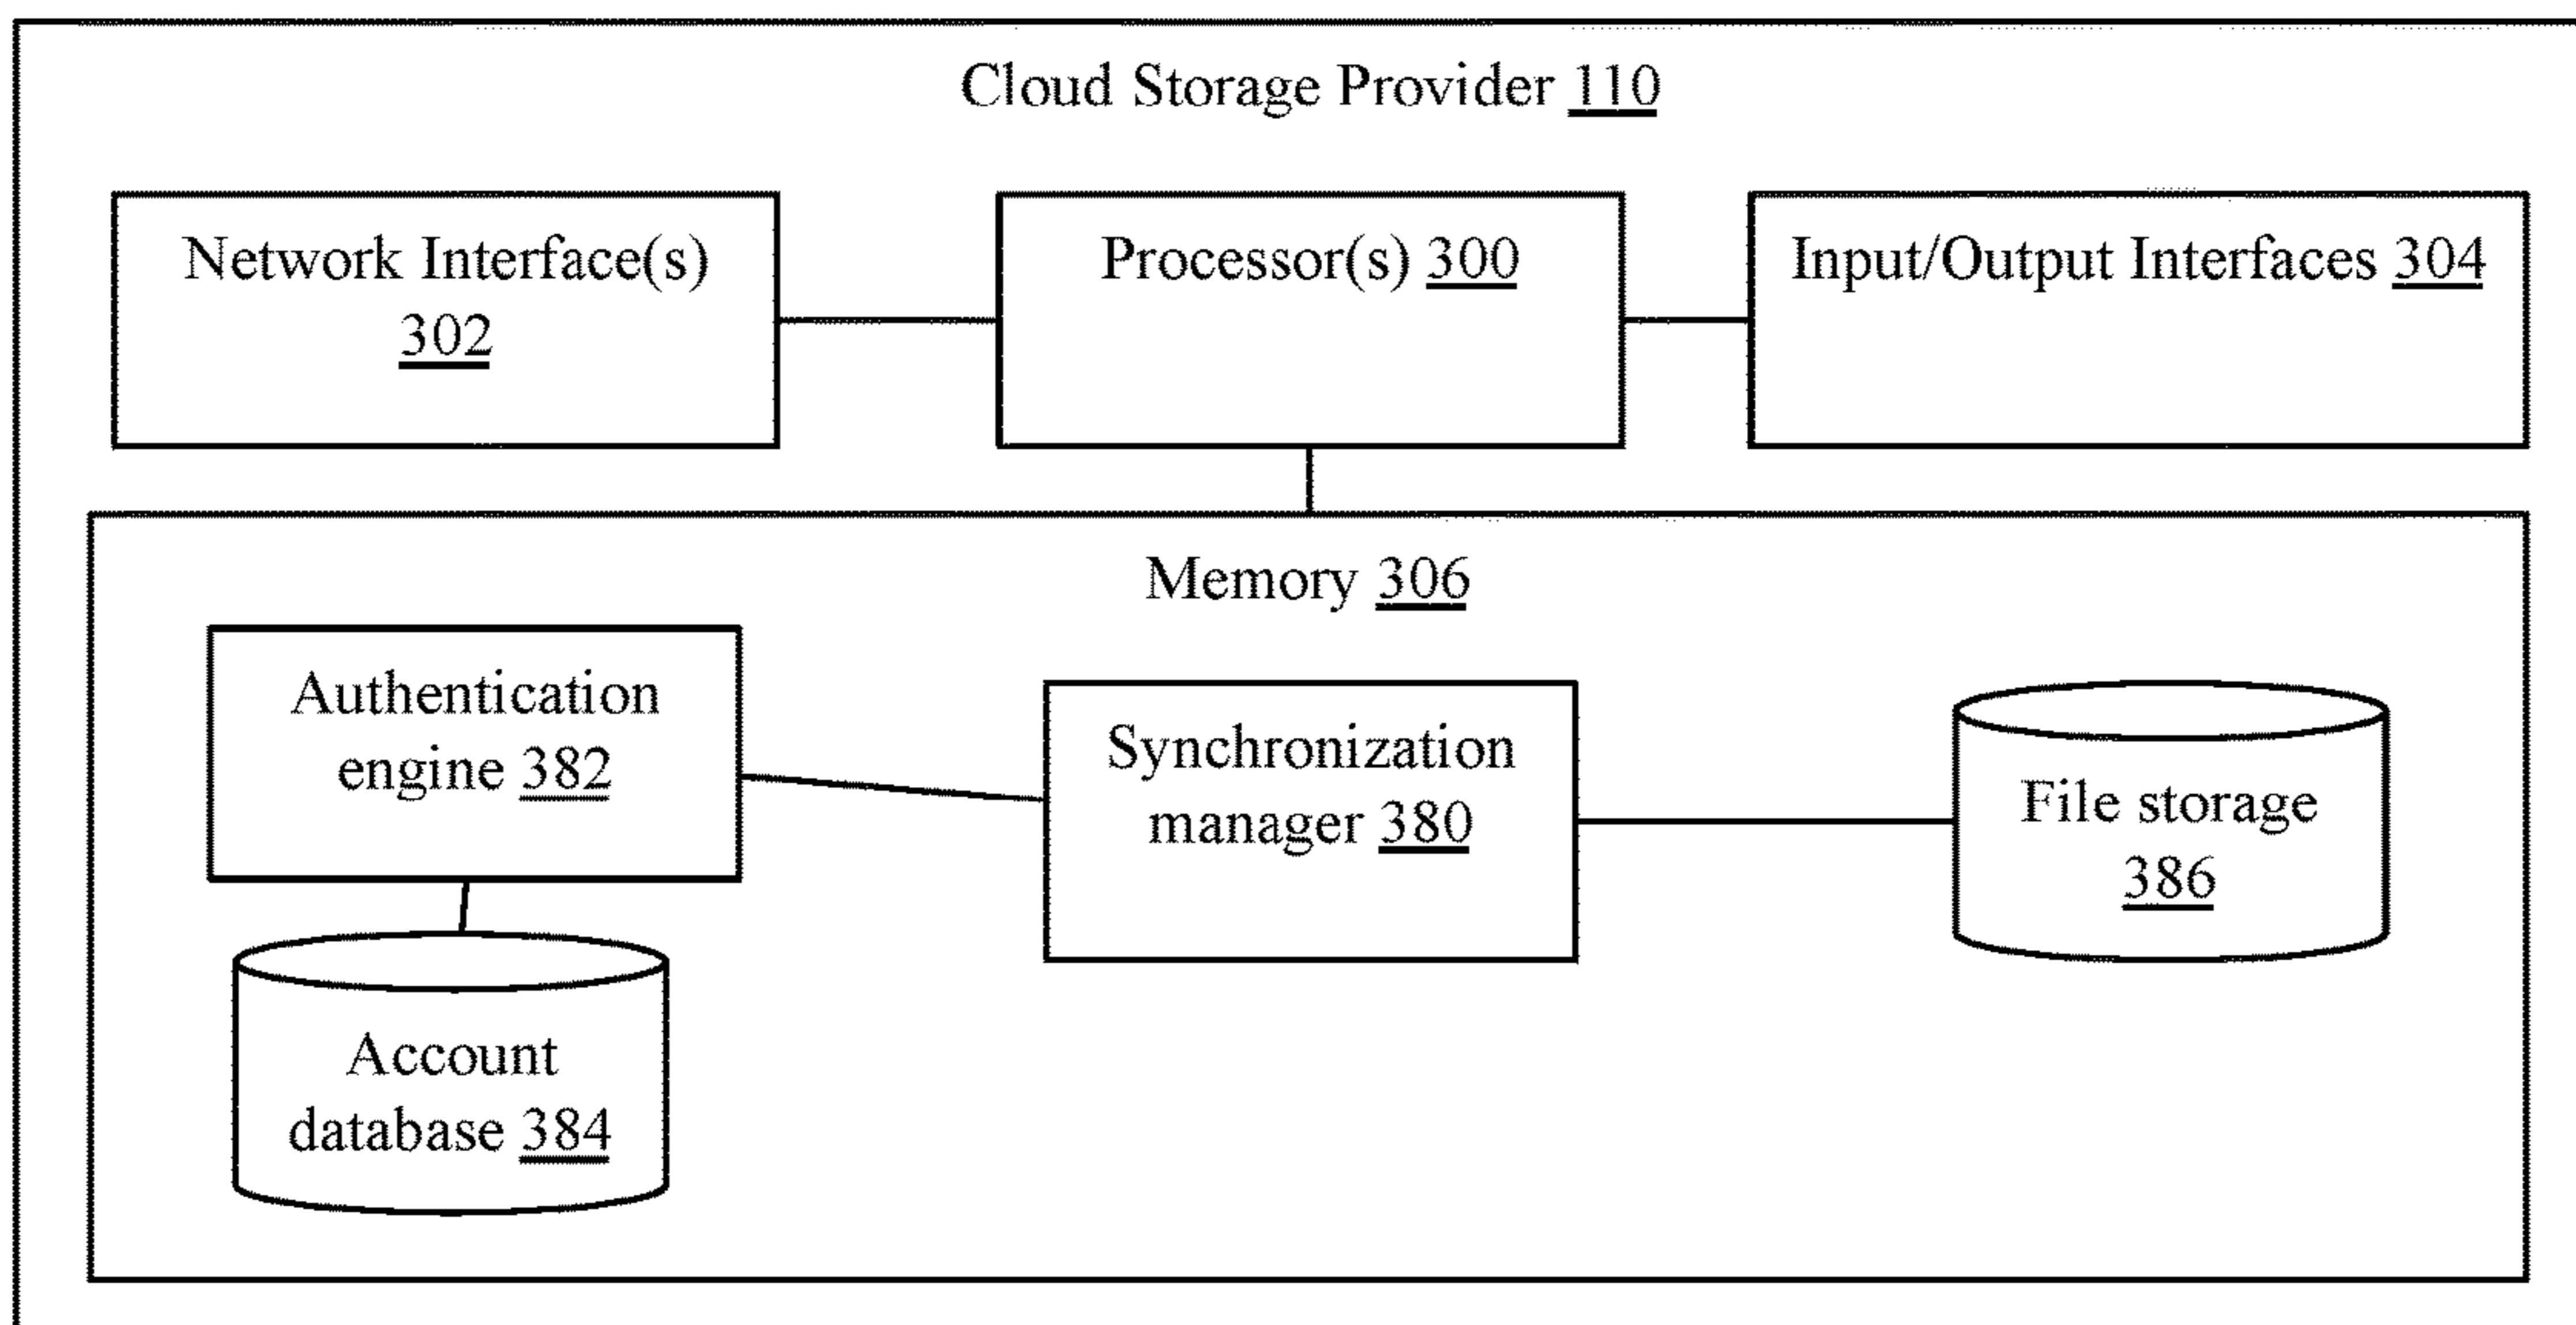 Cloud Storage Provider 110
Network Interface(s)
302
Processor(s) 300
Input/Output Interfaces 304
Memory 306
Authentication
engine 382
Synchronization
manager 380
File storage
386
Account
database 384